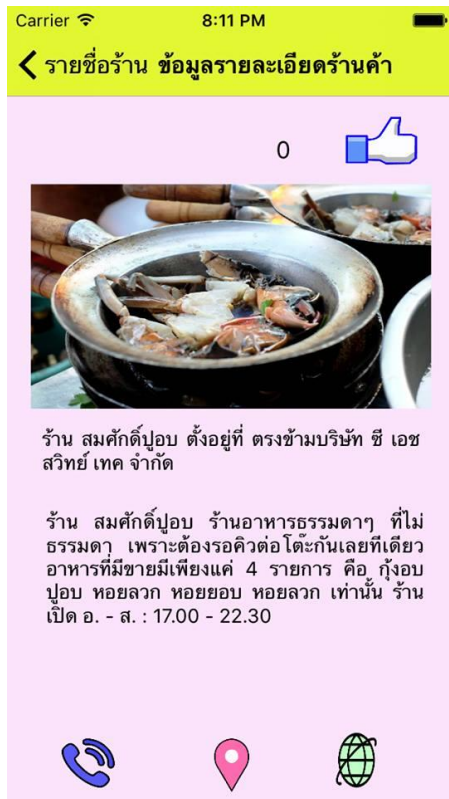 Carrier 8:11 PM
รายชื่อร้าน ข้อมูลรายละเอียดร้านค้า
0
ร้าน สมศักดิ์ปูอบ ตั้งอยู่ที่ ตรงข้ามบริษัท ซี เอช
สวิทย์ เทค จำกัด
ร้าน สมศักดิ์ปูอบ ร้านอาหารธรรมดาๆ ที่ไม่
ธรรมดา เพราะต้องรอคิวต่อโต๊ะกันเลยทีเดียว
อาหารที่มีขายมีเพียงแค่ 4 รายการ คือ กุ้งอบ
ปูอบ หอยลวก หอยยอบ หอยลวก เท่านั้น ร้าน
เปิด อ. - ส. : 17.00 - 22.30